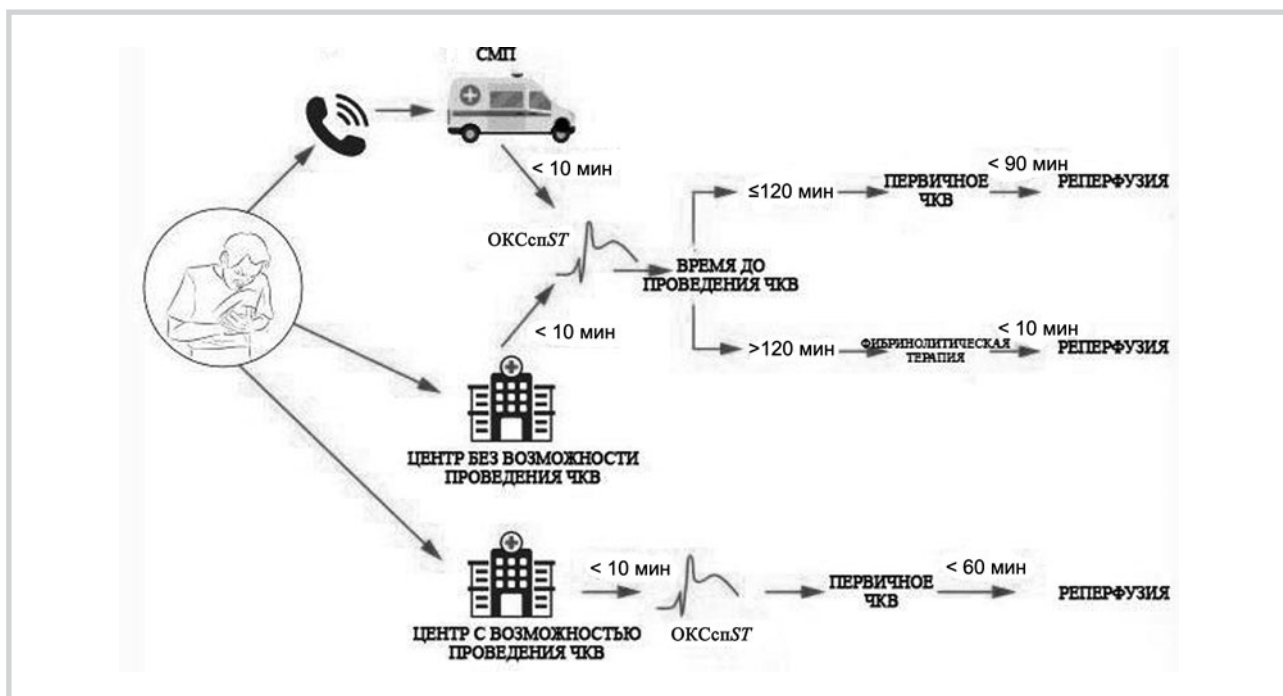 СМП
< 10 мин
ОКСспST
< 10 мин
ВРЕМЯ ДО
ПРОВЕДЕНИЯ ЧКВ
≤120 мин
ПЕРВИЧНОЕ
ЧКВ
< 90 мин
РЕПЕРФУЗИЯ
>120 мин
ФИБРИНОЛИТИЧЕСКАЯ
ТЕРАПИЯ
< 10 мин
РЕПЕРФУЗИЯ
ЦЕНТР БЕЗ ВОЗМОЖНОСТИ
ПРОВЕДЕНИЯ ЧКВ
ЦЕНТР С ВОЗМОЖНОСТЬЮ
ПРОВЕДЕНИЯ ЧКВ
< 10 мин
ОКСспST
ПЕРВИЧНОЕ
ЧКВ
< 60 мин
РЕПЕРФУЗИЯ